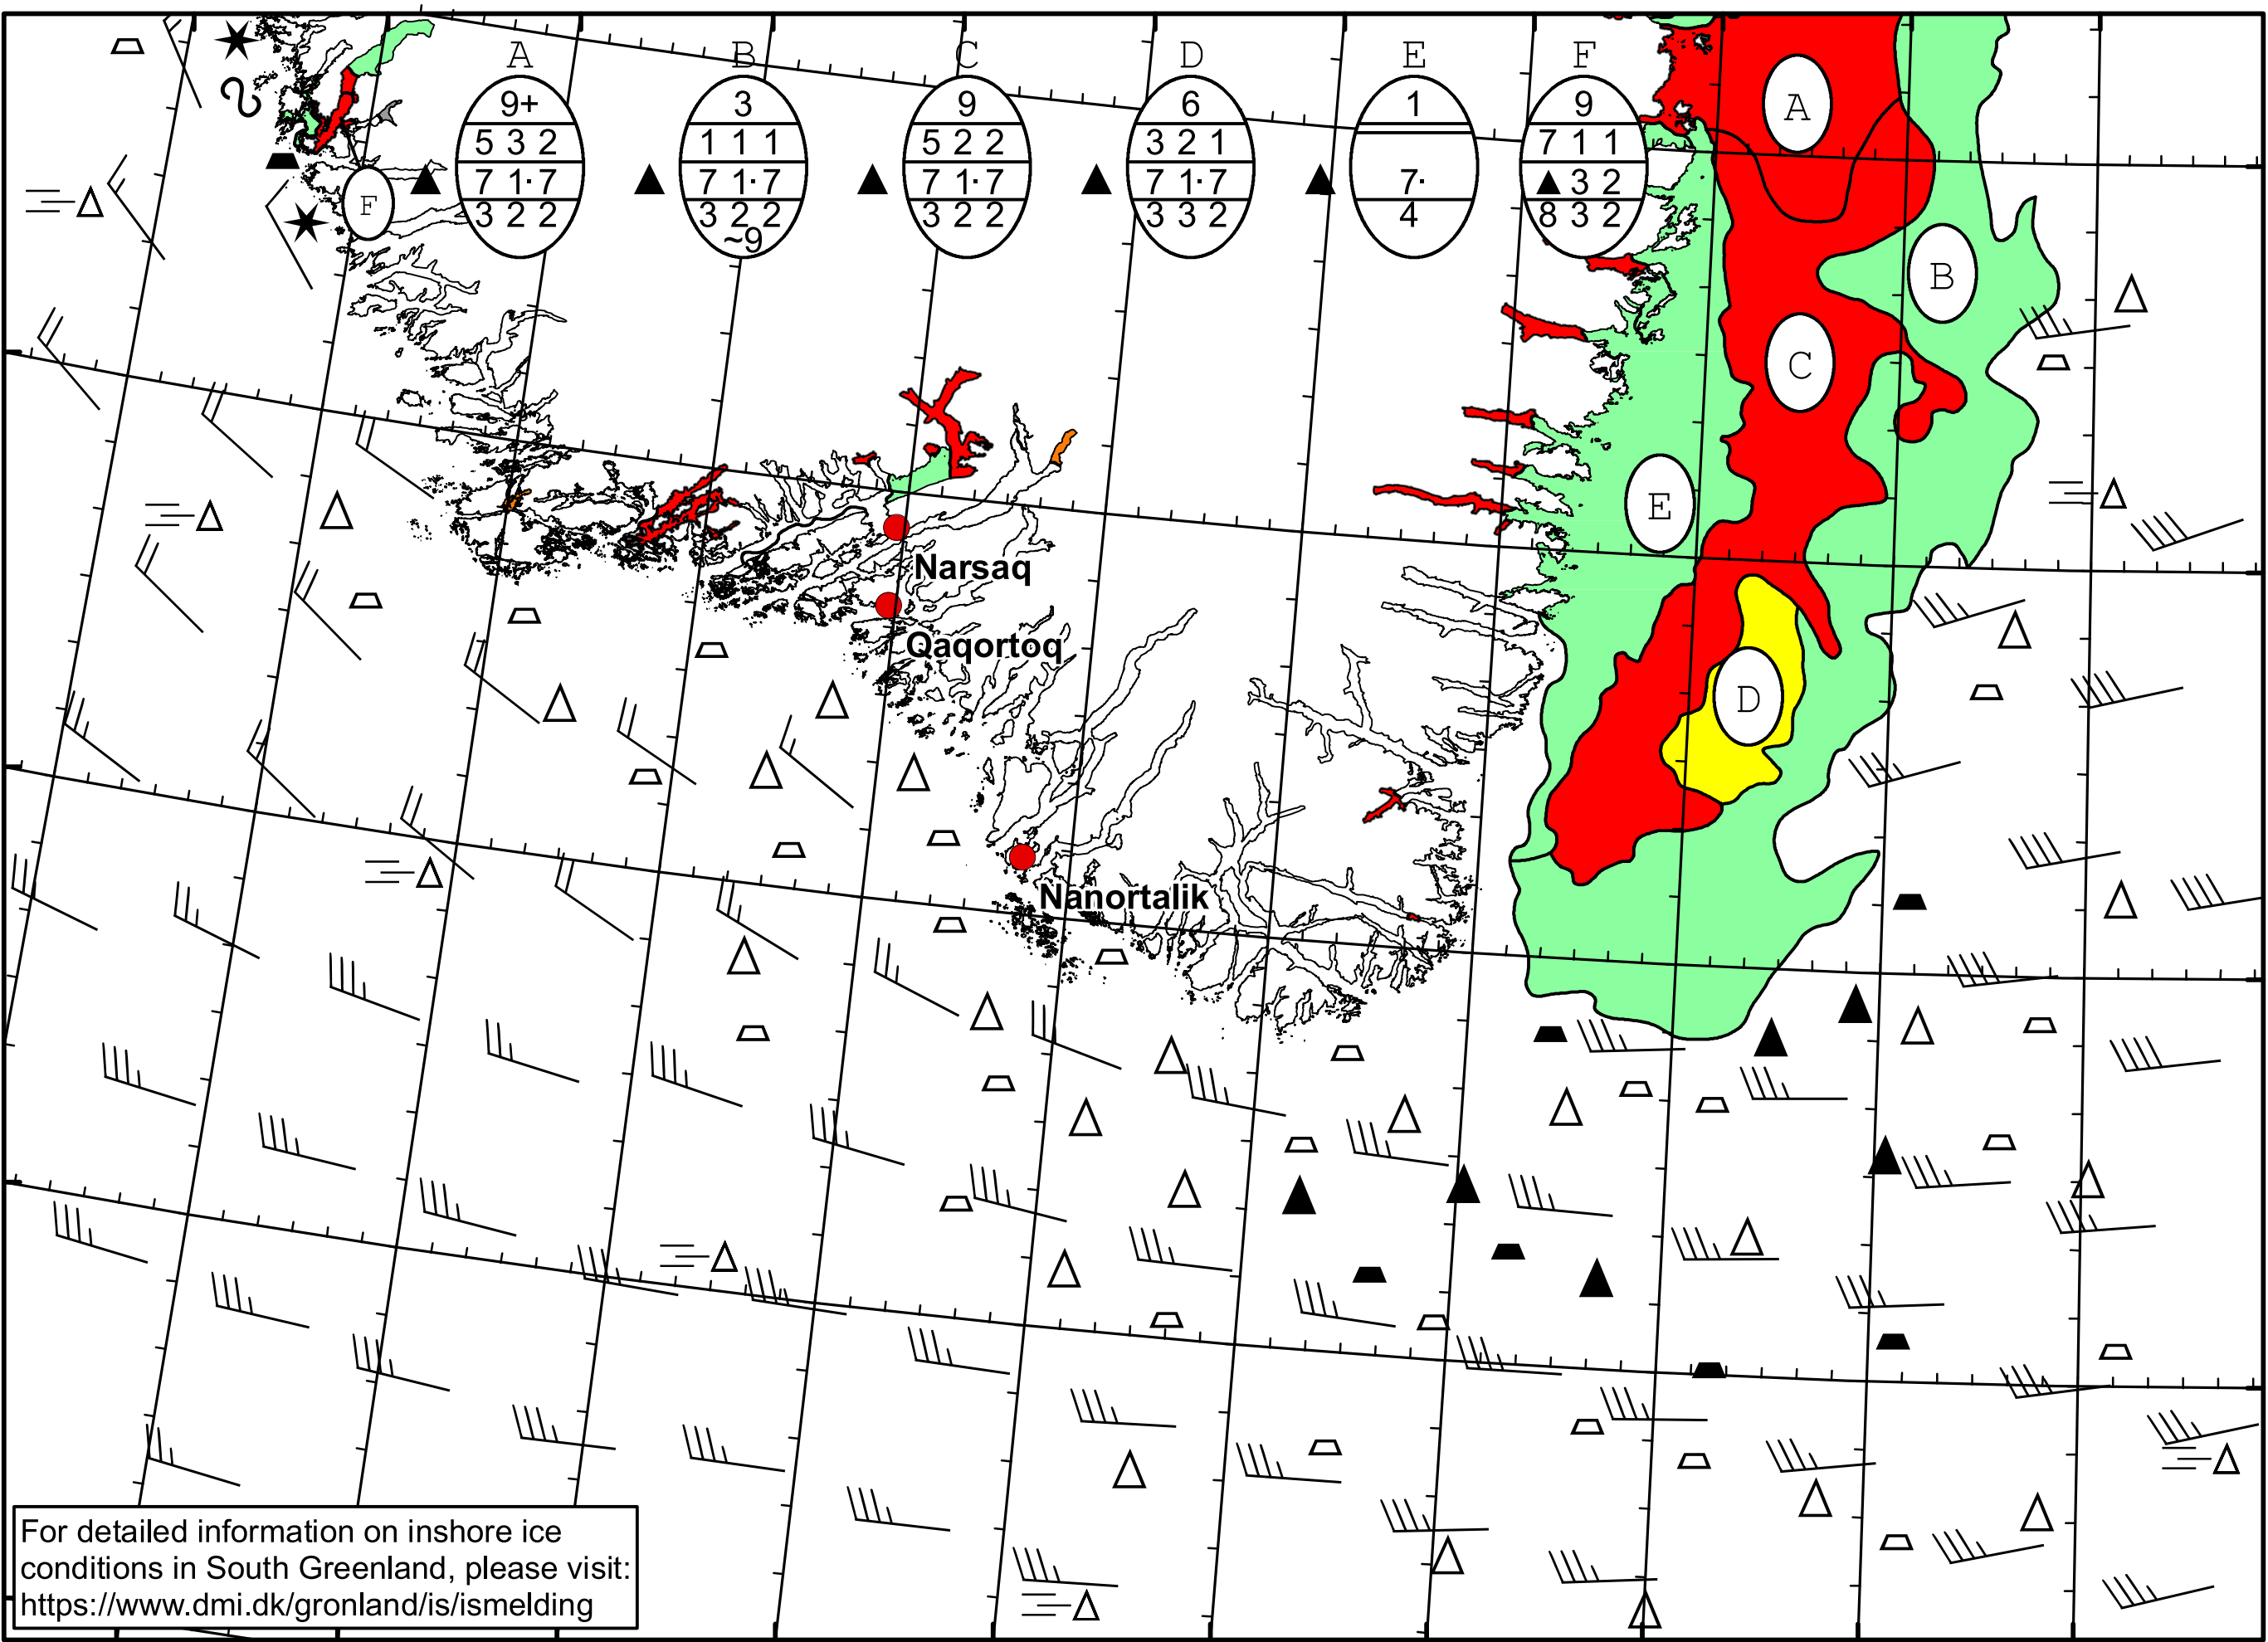 A B C D E F
9+ 3 9 6 1 9
5 3 2 1 1 1 5 2 2 3 2 1 7 1 1
7 1· 7 7 1· 7 7 1· 7 7 1· 7 7· ▲ 3 2
3 2 2 3 2 2 3 2 2 3 3 2 4 8 3 2
~9
A
F
B
C
E
Narsaq
Qaqortoq
D
Nanortalik
For detailed information on inshore ice
conditions in South Greenland, please visit:
https://www.dmi.dk/gronland/is/ismelding